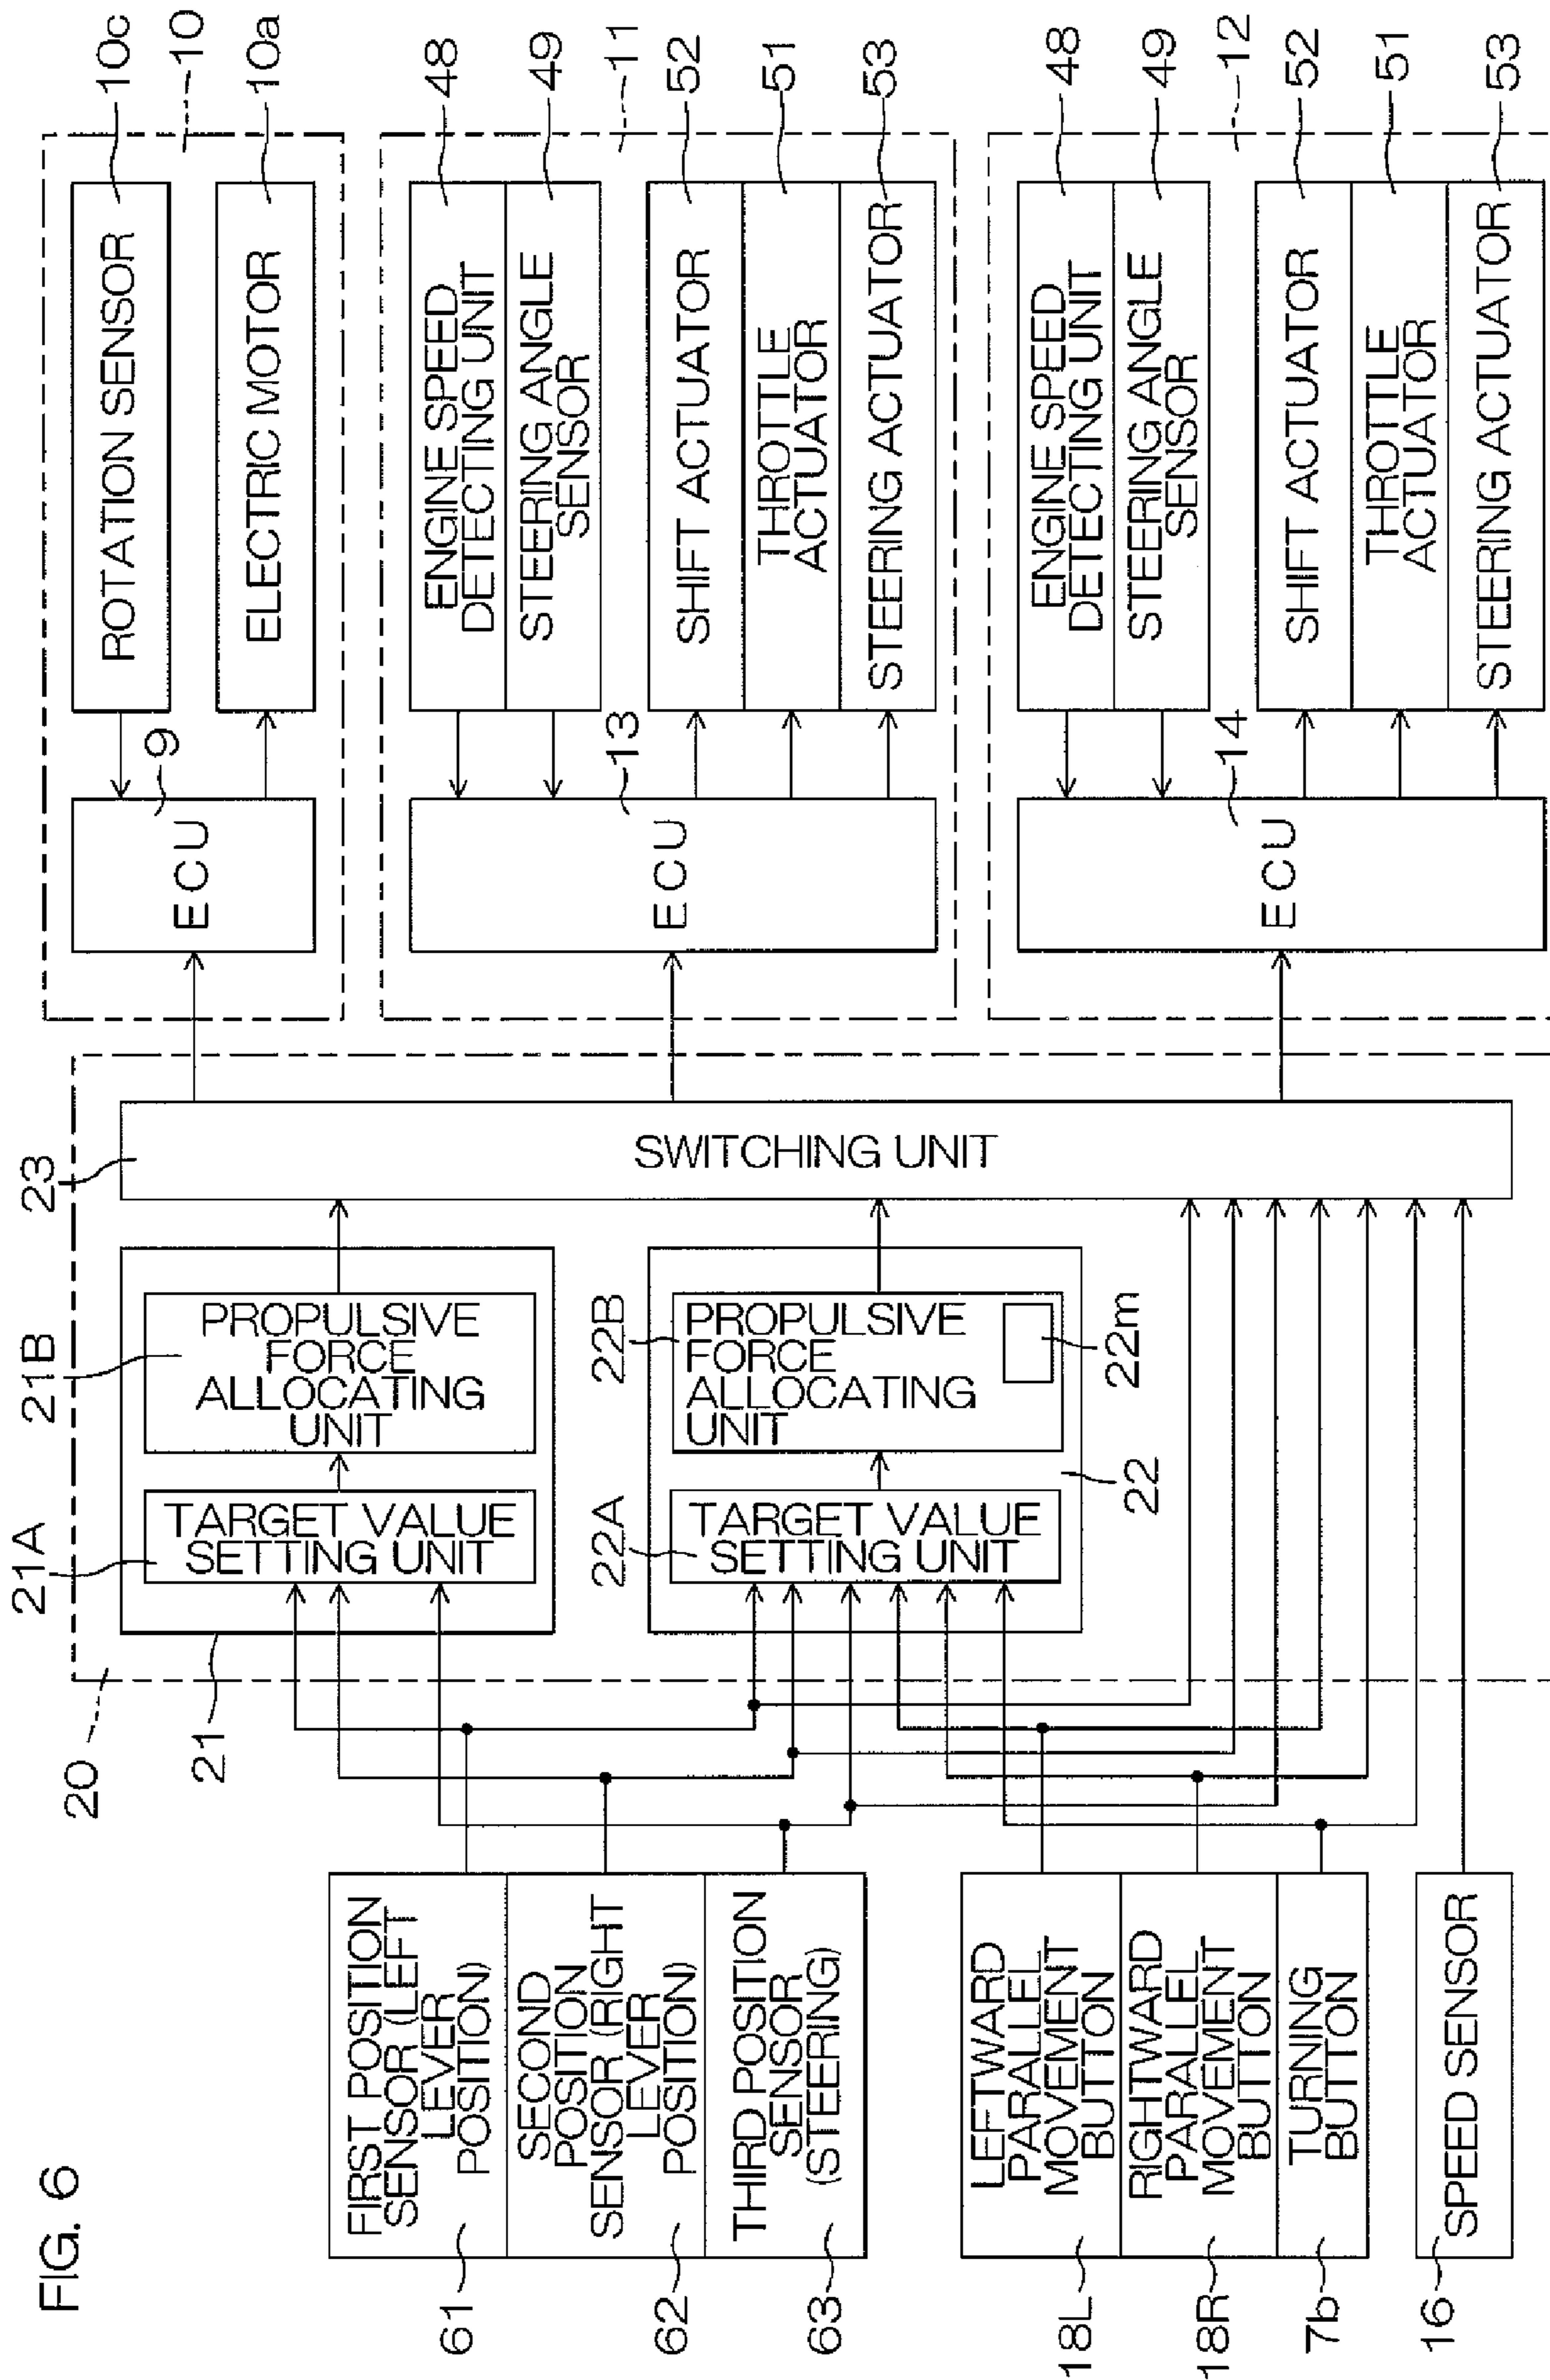 FIG. 6
FIRST POSITION
SENSOR (LEFT
LEVER
POSITION)
61
SECOND
POSITION
SENSOR (RIGHT
LEVER
POSITION)
62
THIRD POSITION
SENSOR
(STEERING)
63
LEFTWARD
PARALLEL
MOVEMENT
BUTTON
18L
RIGHTWARD
PARALLEL
MOVEMENT
BUTTON
18R
TURNING
BUTTON
7b
SPEED SENSOR
16
20
21
21A
TARGET VALUE
SETTING UNIT
21B
PROPULSIVE
FORCE
ALLOCATING
UNIT
22A
TARGET VALUE
SETTING UNIT
22
22B
PROPULSIVE
FORCE
ALLOCATING
UNIT
22m
23
SWITCHING UNIT
ECU
9
ROTATION SENSOR
10c
10
ELECTRIC MOTOR
10a
ECU
13
ENGINE SPEED
DETECTING UNIT
48
STEERING ANGLE
SENSOR
49
11
SHIFT ACTUATOR
52
THROTTLE
ACTUATOR
51
STEERING ACTUATOR
53
ECU
14
ENGINE SPEED
DETECTING UNIT
48
STEERING ANGLE
SENSOR
49
12
SHIFT ACTUATOR
52
THROTTLE
ACTUATOR
51
STEERING ACTUATOR
53